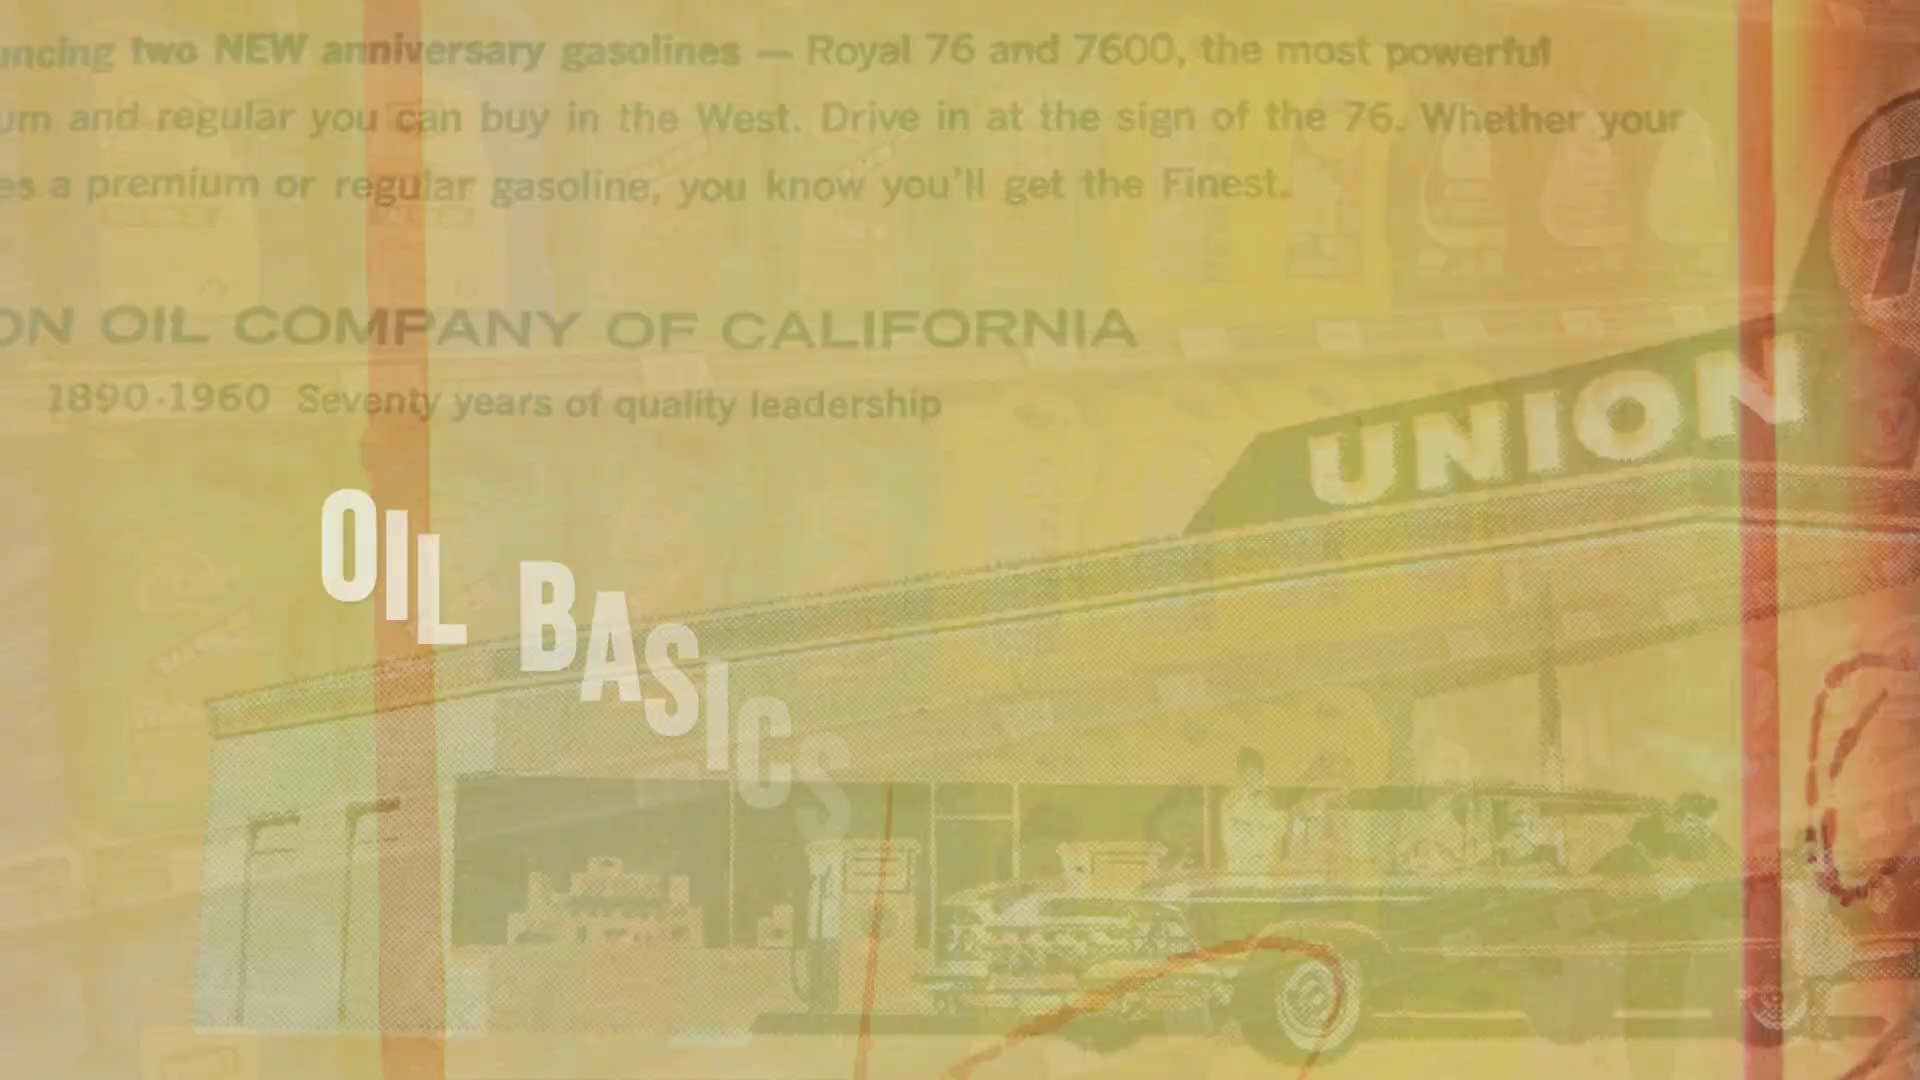 ncing two NEW anniversary gasolines — Royal 76 and 7600, the most powerful
um and regular you can buy in the West. Drive in at the sign of the 76. Whether your
es a premium or regular gasoline, you know you'll get the Finest.
ON OIL COMPANY OF CALIFORNIA
1890-1960 Seventy years of quality leadership
UNION
7
OIL BASICS